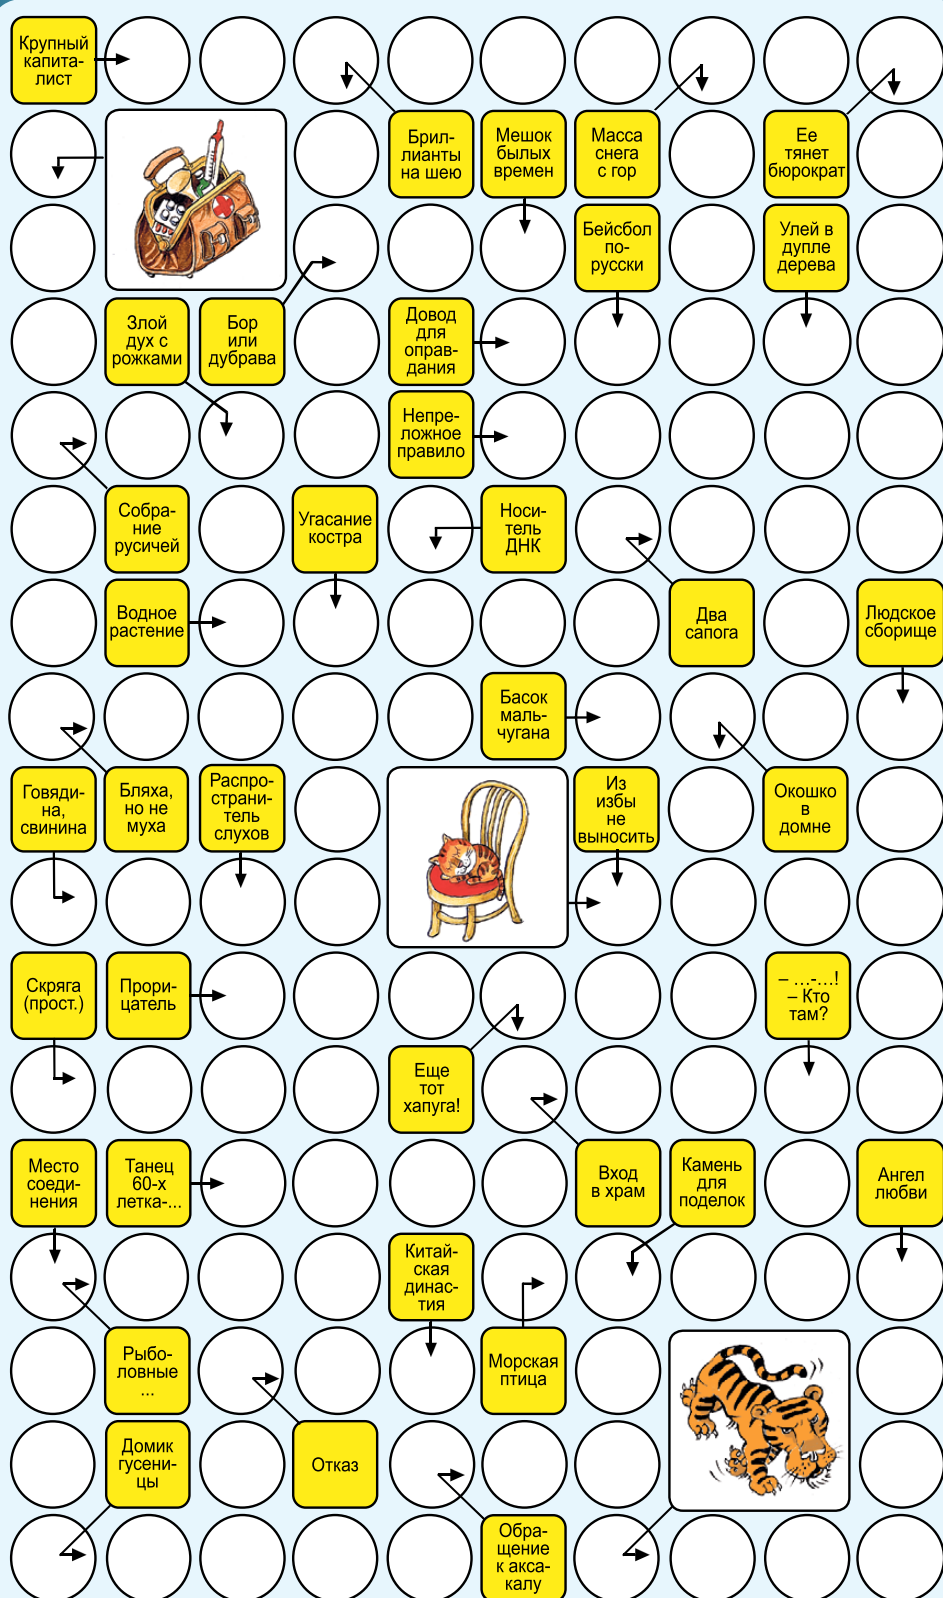 Крупный
капита-
лист
Брил-
лианты
на шею
Мешок
былых
времен
Масса
снега
с гор
Ее
тянет
бюрократ
Бейсбол
по-
русски
Улей в
дупле
дерева
Злой
дух с
рожками
Бор
или
дубрава
Довод
для
оправ-
дания
Непре-
ложное
правило
Собра-
ние
русичей
Угасание
костра
Носи-
тель
ДНК
Водное
растение
Два
сапога
Людское
сборище
Басок
маль-
чугана
Говяди-
на,
свинина
Бляха,
но не
муха
Распро-
страни-
тель
слухов
Из
избы
не
выносить
Окошко
в
домне
Скряга
(прост.)
Прори-
цатель
– ...-...!
– Кто
там?
Еще
тот
хапуга!
Место
соеди-
нения
Танец
60-х
летка-...
Вход
в храм
Камень
для
поделок
Ангел
любви
Китай-
ская
динас-
тия
Рыбо-
ловные
...
Морская
птица
Домик
гусени-
цы
Отказ
Обра-
щение
к акса-
калу